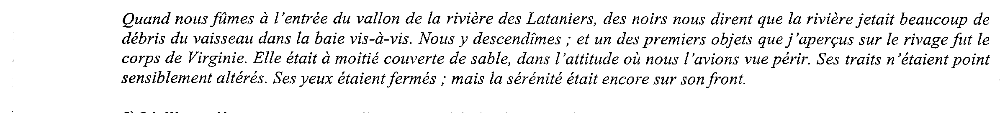 Quand nous fûmes à l'entrée du vallon de la rivière des Lataniers, des noirs nous dirent que la rivière jetait beaucoup de
débris du vaisseau dans la baie vis-à-vis. Nous y descendîmes ; et un des premiers objets que j'aperçus sur le rivage fut le
corps de Virginie. Elle était à moitié couverte de sable, dans l'attitude où nous l'avions vue périr. Ses traits n'étaient point
sensiblement altérés. Ses yeux étaient fermés ; mais la sérénité était encore sur son front.